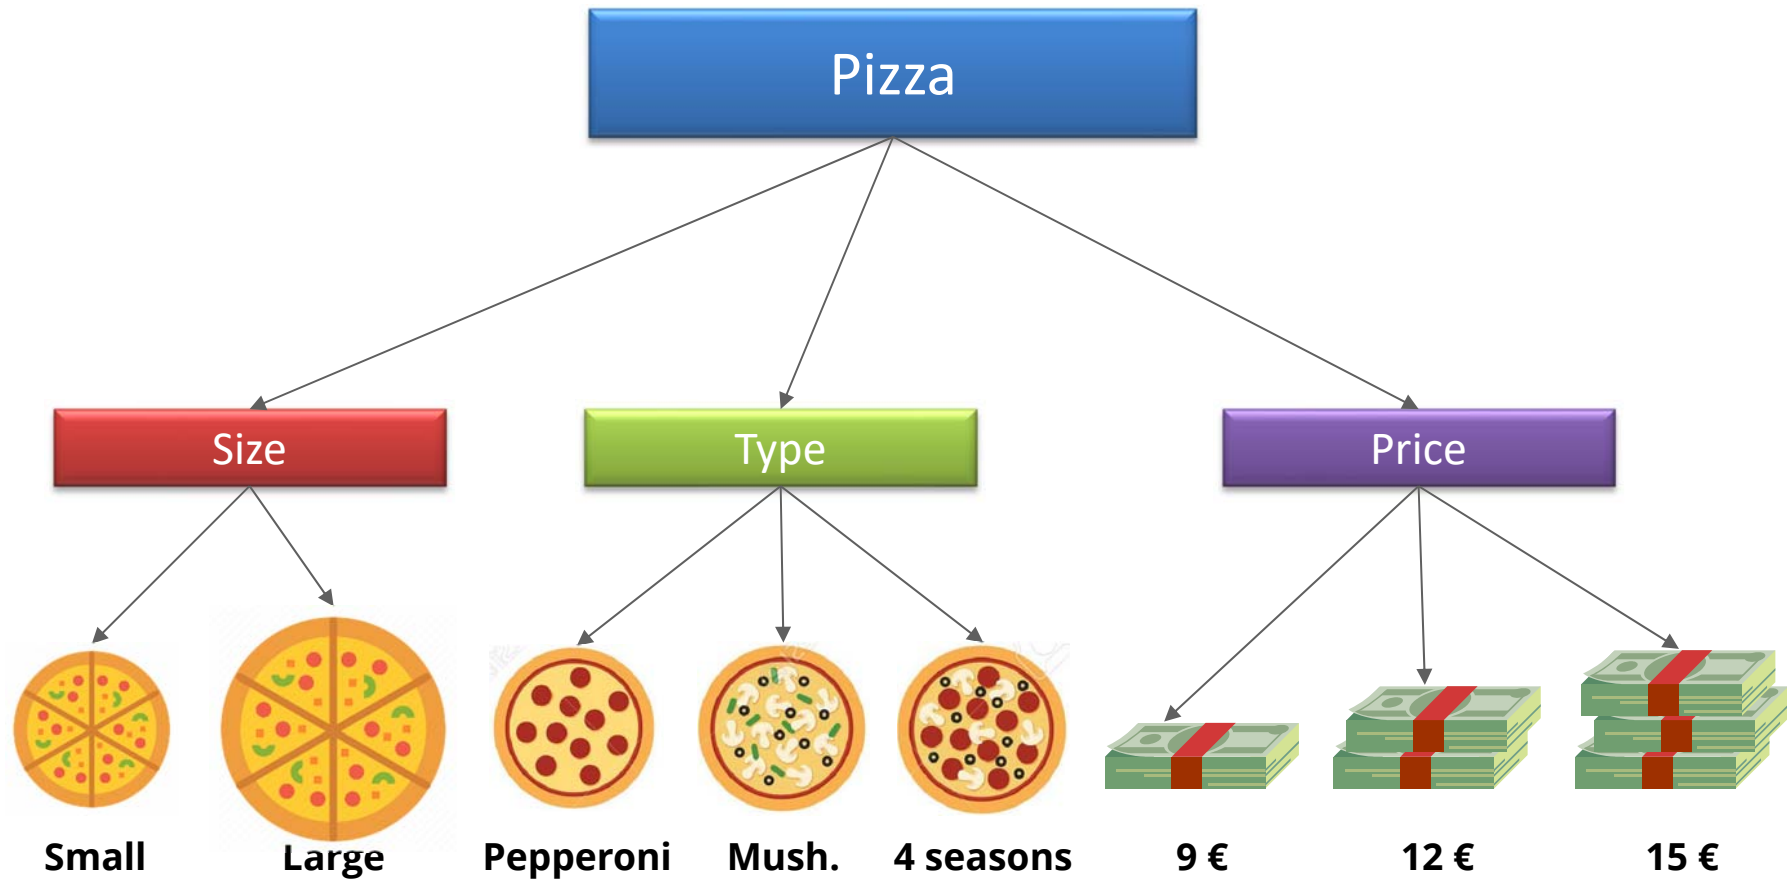 Pizza
Size
Type
Price
Small
Large
Pepperoni
Mush.
4 seasons
9 €
12 €
15 €